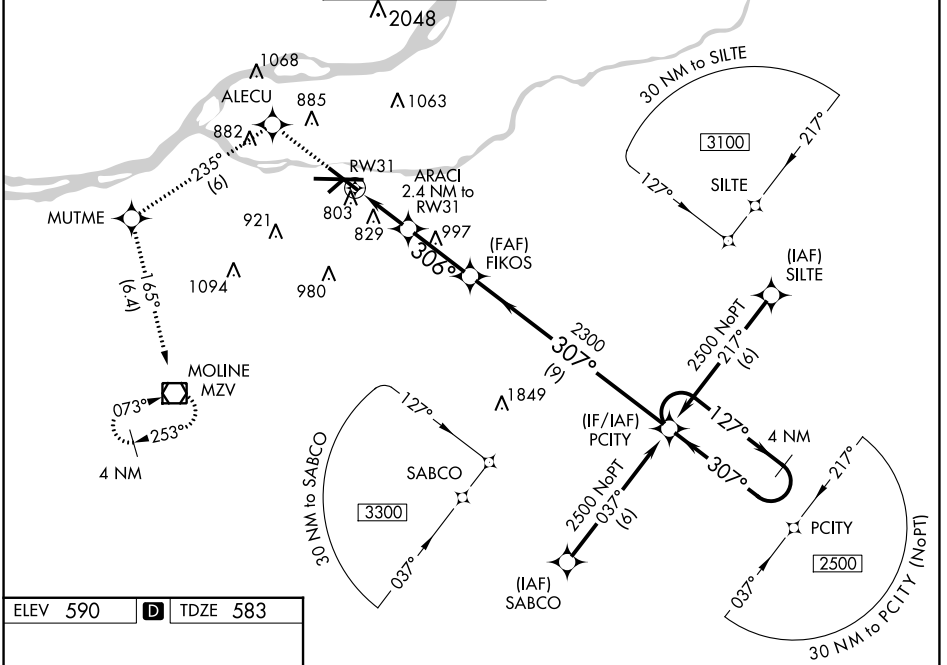 2048
1068
ALECU
885
1063
882
30 NM to SILTE
3100
217°
127°
SILTE
235°
(6)
RW31
ARACI
2.4 NM to
RW31
803
829
MUTME
921
997
306°
(FAF)
FIKOS
1094
980
165°
(6.4)
(IAF)
SILTE
2500 NoPT
217°
(6)
2300
307°
(9)
MOLINE
MZV
073°
253°
4 NM
1849
(IF/IAF)
PCITY
127°
4 NM
307°
30 NM to SABCO
127°
SABCO
3300
037°
2500 NoPT
037°
(6)
(IAF)
SABCO
217°
PCITY
2500
037°
30 NM to PCITY (NoPT)
ELEV 590 D TDZE 583